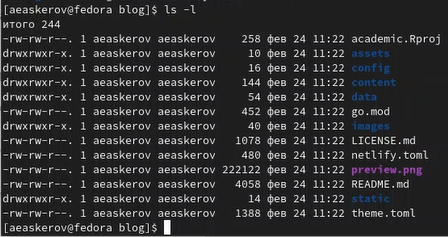 [aeaskerov@fedora blog]$ ls -l
итого 244
-rw-rw-r--. 1 aeaskerov aeaskerov 258 фев 24 11:22 academic.Rproj
drwxrwxr-x. 1 aeaskerov aeaskerov 10 фев 24 11:22 assets
drwxrwxr-x. 1 aeaskerov aeaskerov 16 фев 24 11:22 config
drwxrwxr-x. 1 aeaskerov aeaskerov 144 фев 24 11:22 content
drwxrwxr-x. 1 aeaskerov aeaskerov 54 фев 24 11:22 data
-rw-rw-r--. 1 aeaskerov aeaskerov 452 фев 24 11:22 go.mod
drwxrwxr-x. 1 aeaskerov aeaskerov 40 фев 24 11:22 images
-rw-rw-r--. 1 aeaskerov aeaskerov 1078 фев 24 11:22 LICENSE.md
-rw-rw-r--. 1 aeaskerov aeaskerov 480 фев 24 11:22 netlify.toml
-rw-rw-r--. 1 aeaskerov aeaskerov 222122 фев 24 11:22 preview.png
-rw-rw-r--. 1 aeaskerov aeaskerov 4058 фев 24 11:22 README.md
drwxrwxr-x. 1 aeaskerov aeaskerov 14 фев 24 11:22 static
-rw-rw-r--. 1 aeaskerov aeaskerov 1388 фев 24 11:22 theme.toml
[aeaskerov@fedora blog]$